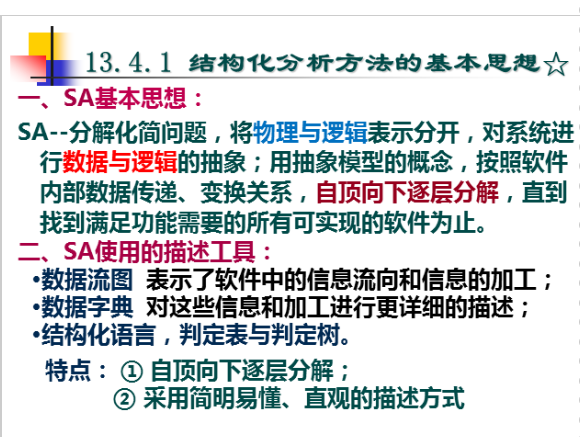 13.4.1 结构化分析方法的基本思想☆
一、SA基本思想：
SA--分解化简问题，将物理与逻辑表示分开，对系统进
行数据与逻辑的抽象；用抽象模型的概念，按照软件
内部数据传递、变换关系，自顶向下逐层分解，直到
找到满足功能需要的所有可实现的软件为止。
二、SA使用的描述工具：
•数据流图 表示了软件中的信息流向和信息的加工；
•数据字典 对这些信息和加工进行更详细的描述；
•结构化语言，判定表与判定树。
特点：① 自顶向下逐层分解；
② 采用简明易懂、直观的描述方式